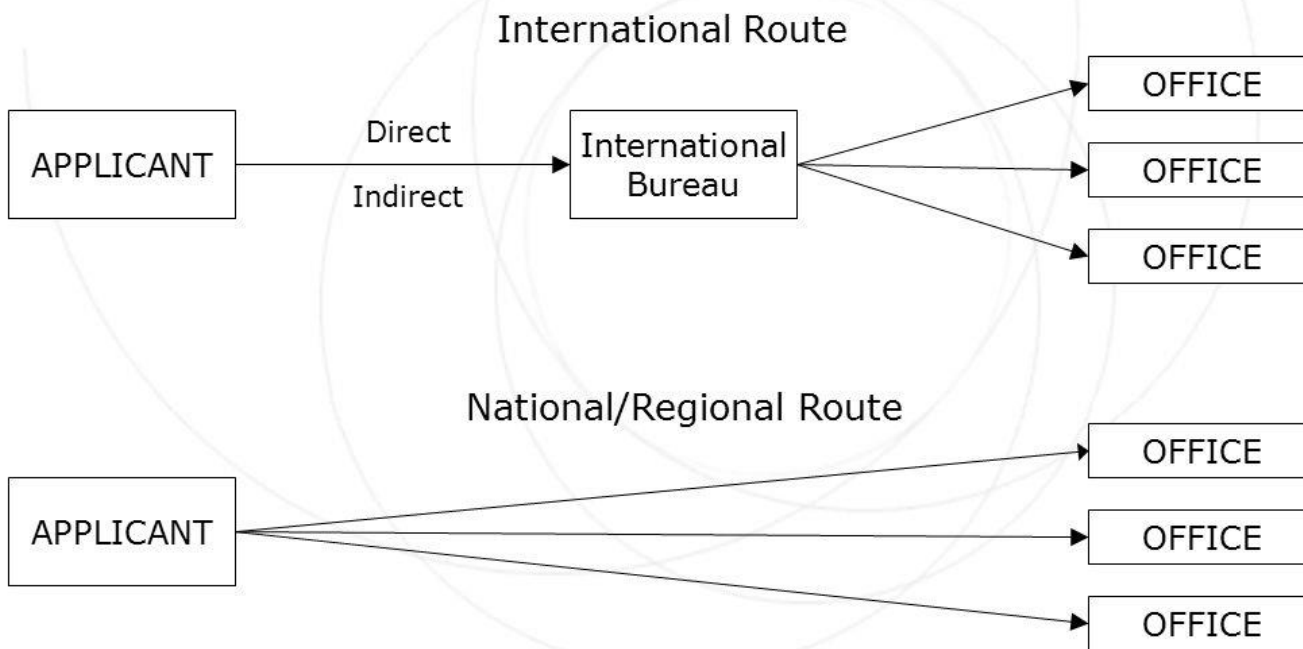 International Route
APPLICANT
Direct
Indirect
International
Bureau
OFFICE
OFFICE
OFFICE
National/Regional Route
APPLICANT
OFFICE
OFFICE
OFFICE